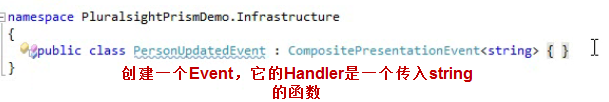 namespace PluralsightPrismDemo.Infrastructure
{
public class PersonUpdatedEvent : CompositePresentationEvent<string> { }
}
创建一个Event，它的Handler是一个传入string
的函数